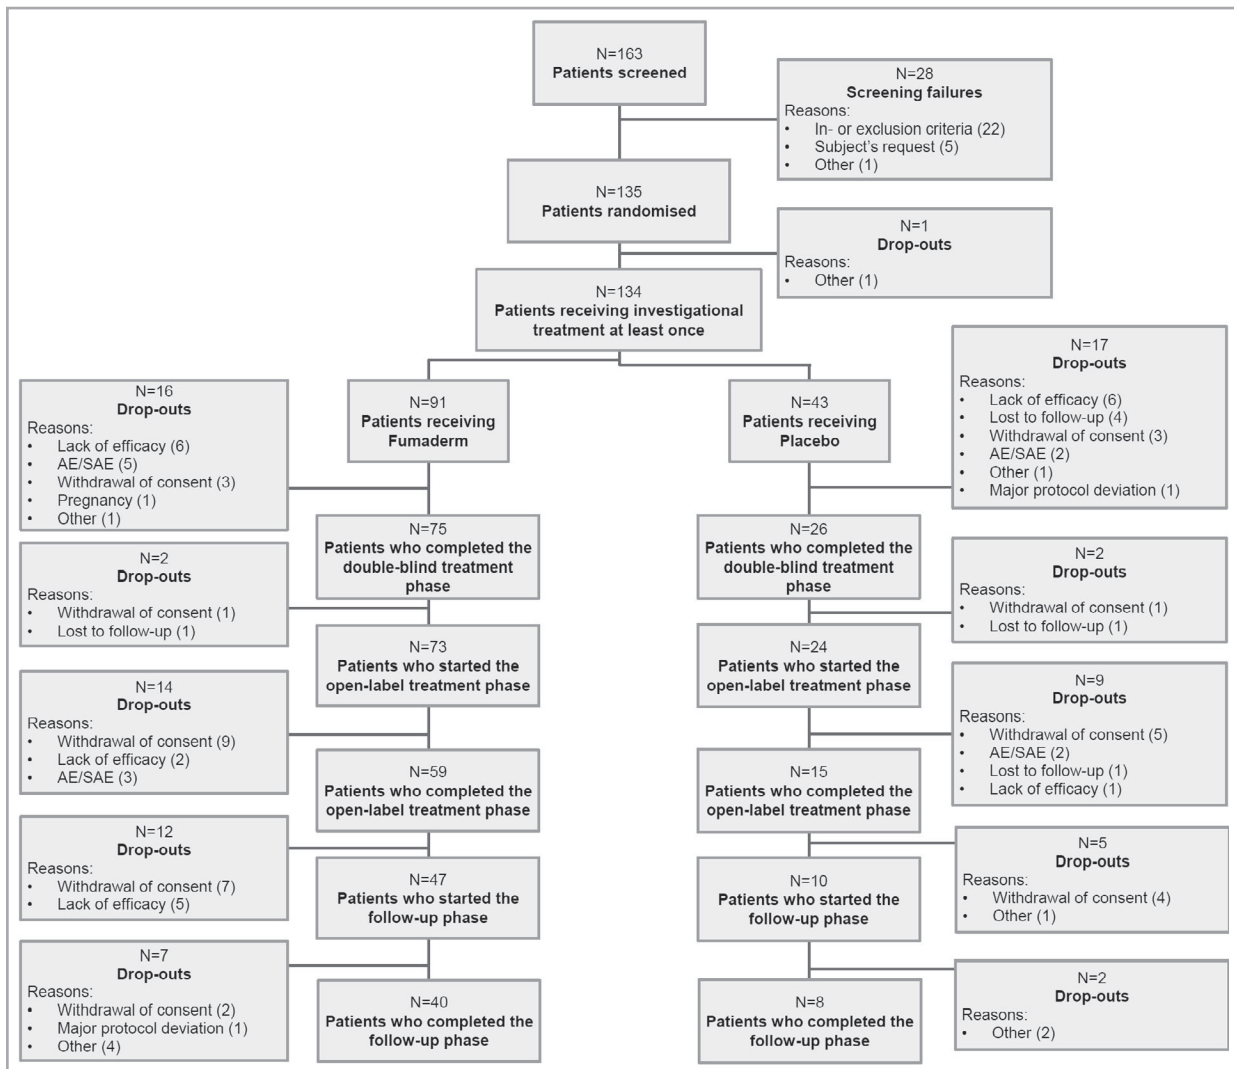 N=163
Patients screened
N=28
Screening failures
Reasons:
• In- or exclusion criteria (22)
• Subject's request (5)
• Other (1)
N=135
Patients randomised
N=1
Drop-outs
Reasons:
• Other (1)
N=134
Patients receiving investigational
treatment at least once
N=16
Drop-outs
Reasons:
• Lack of efficacy (6)
• AE/SAE (5)
• Withdrawal of consent (3)
• Pregnancy (1)
• Other (1)
N=91
Patients receiving
Fumaderm
N=43
Patients receiving
Placebo
N=17
Drop-outs
Reasons:
• Lack of efficacy (6)
• Lost to follow-up (4)
• Withdrawal of consent (3)
• AE/SAE (2)
• Other (1)
• Major protocol deviation (1)
N=75
Patients who completed the
double-blind treatment
phase
N=26
Patients who completed the
double-blind treatment
phase
N=2
Drop-outs
Reasons:
• Withdrawal of consent (1)
• Lost to follow-up (1)
N=2
Drop-outs
Reasons:
• Withdrawal of consent (1)
• Lost to follow-up (1)
N=73
Patients who started the
open-label treatment phase
N=24
Patients who started the
open-label treatment phase
N=14
Drop-outs
Reasons:
• Withdrawal of consent (9)
• Lack of efficacy (2)
• AE/SAE (3)
N=9
Drop-outs
Reasons:
• Withdrawal of consent (5)
• AE/SAE (2)
• Lost to follow-up (1)
• Lack of efficacy (1)
N=59
Patients who completed the
open-label treatment phase
N=15
Patients who completed the
open-label treatment phase
N=12
Drop-outs
Reasons:
• Withdrawal of consent (7)
• Lack of efficacy (5)
N=5
Drop-outs
Reasons:
• Withdrawal of consent (4)
• Other (1)
N=47
Patients who started the
follow-up phase
N=10
Patients who started the
follow-up phase
N=7
Drop-outs
Reasons:
• Withdrawal of consent (2)
• Major protocol deviation (1)
• Other (4)
N=2
Drop-outs
Reasons:
• Other (2)
N=40
Patients who completed the
follow-up phase
N=8
Patients who completed the
follow-up phase